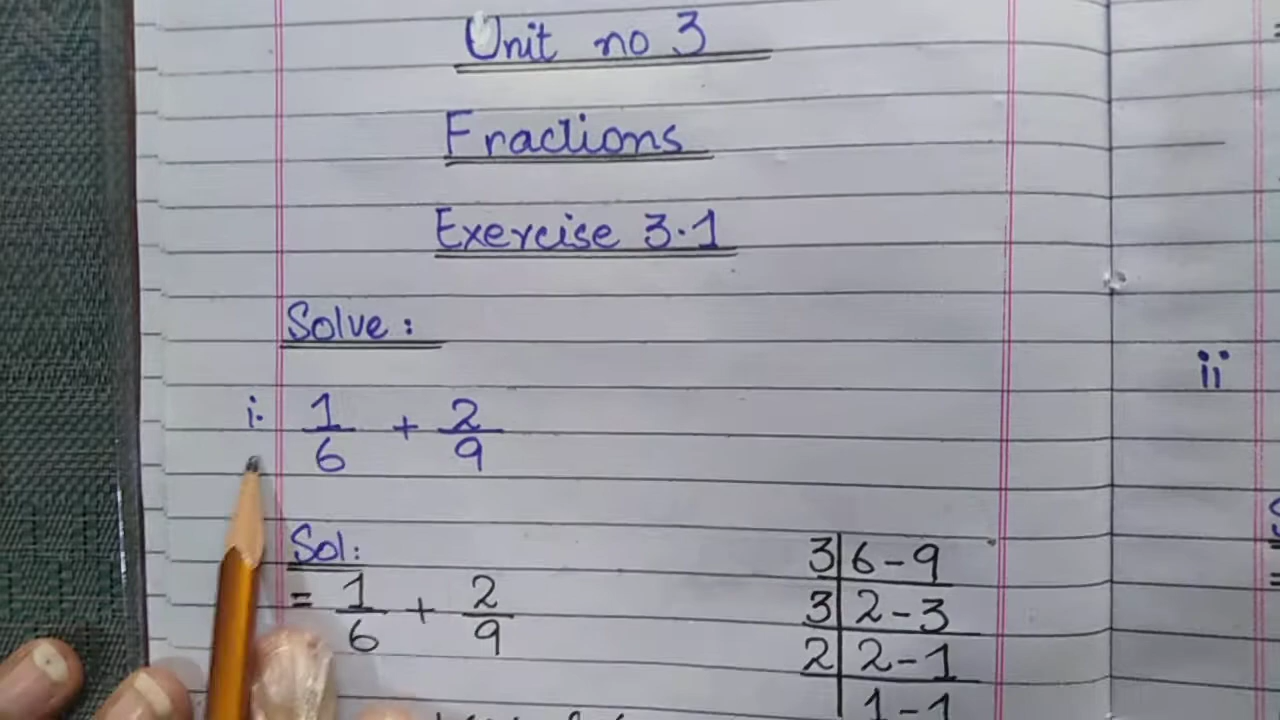 Unit no 3
Fractions
Exercise 3.1
Solve :
i. 1/6 + 2/9
ii
Sol:
= 1/6 + 2/9
3 | 6 - 9
3 | 2 - 3
2 | 2 - 1
| 1 - 1